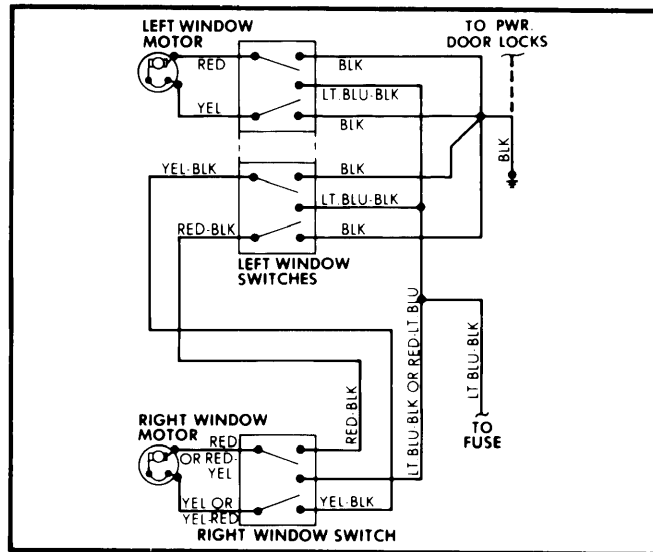 LEFT WINDOW
MOTOR
TO PWR.
DOOR LOCKS
RED
BLK
LT.BLU-BLK
YEL
BLK
BLK
YEL-BLK
BLK
LT.BLU-BLK
RED-BLK
BLK
LEFT WINDOW
SWITCHES
LT BLU-BLK OR RED-LT BLU
LT BLU-BLK
RED-BLK
TO
FUSE
RIGHT WINDOW
MOTOR
RED
OR RED-
YEL
YEL OR
YEL-RED
YEL-BLK
RIGHT WINDOW SWITCH